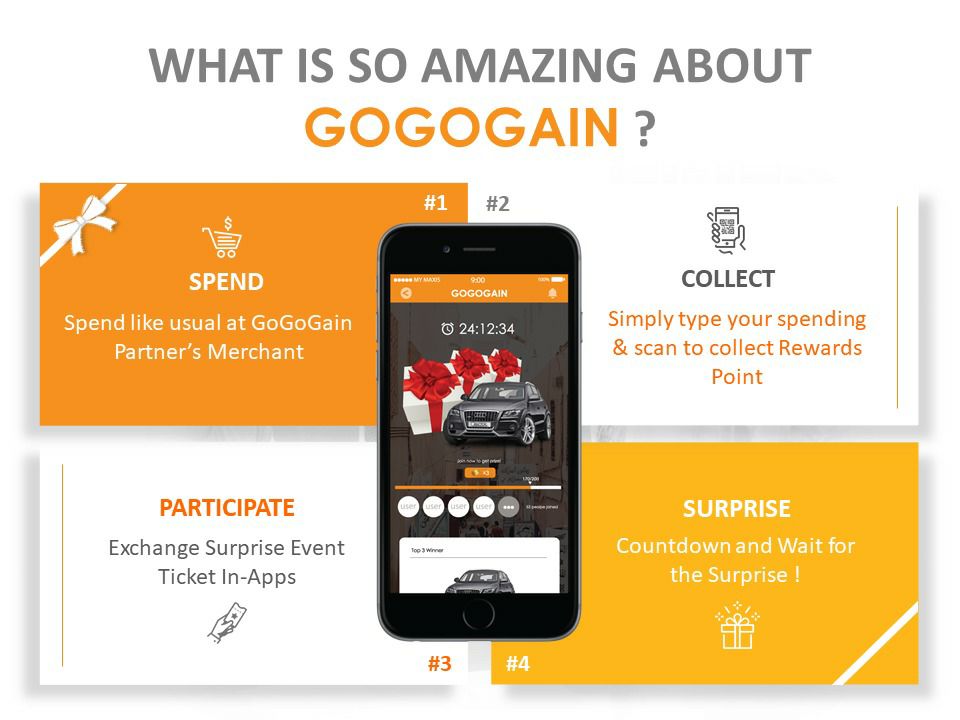 WHAT IS SO AMAZING ABOUT
GOGOGAIN ?
#1
SPEND
Spend like usual at GoGoGain
Partner's Merchant
#2
COLLECT
Simply type your spending
& scan to collect Rewards
Point
MY 9:00 100%
GOGOGAIN
24:12:34
Join now to get prize!
x3
170/200
user user user user
people joined
Top 3 Winner
PARTICIPATE
Exchange Surprise Event
Ticket In-Apps
#3
SURPRISE
Countdown and Wait for
the Surprise !
#4